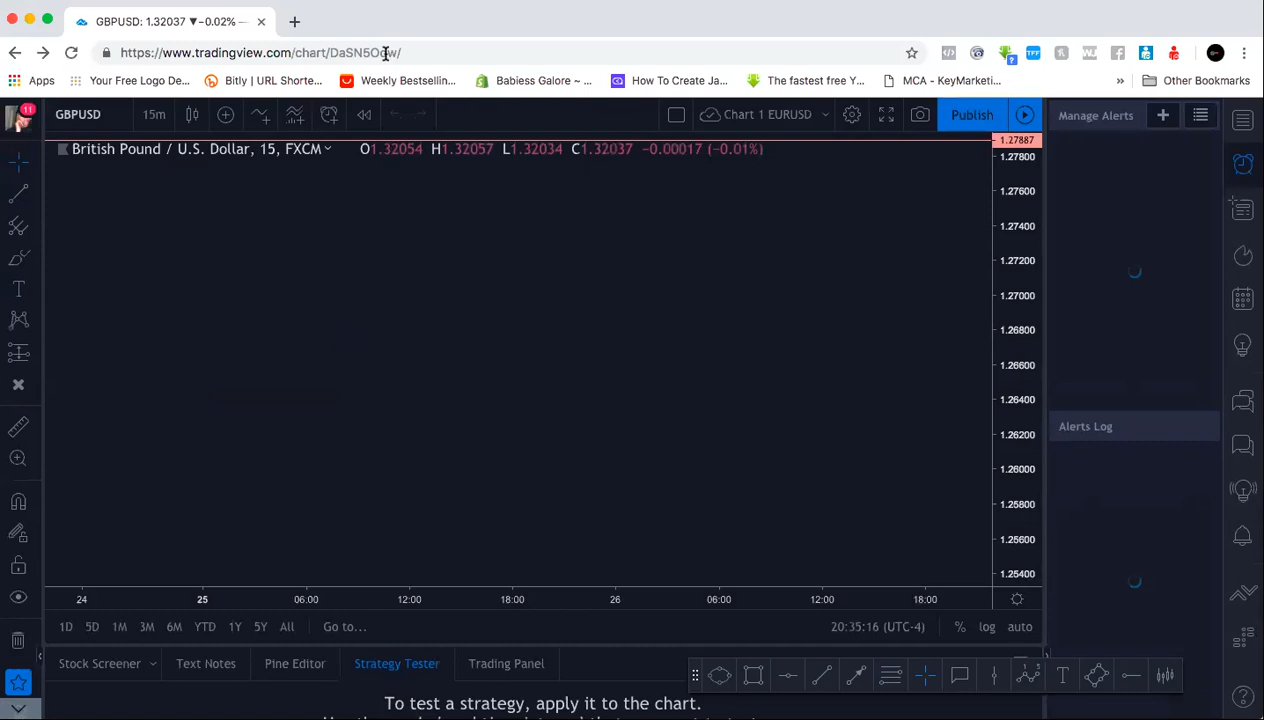 GBPUSD: 1.32037 ▼−0.02% —
https://www.tradingview.com/chart/DaSN5Odw/
Apps Your Free Logo De... Bitly | URL Shorte... Weekly Bestsellin... Babiess Galore ~ ... How To Create Ja... The fastest free Y... MCA - KeyMarketi... » Other Bookmarks
11
GBPUSD 15m Chart 1 EURUSD Publish Manage Alerts
British Pound / U.S. Dollar, 15, FXCM O1.32054 H1.32057 L1.32034 C1.32037 −0.00017 (−0.01%)
1.27887
1.27800
1.27600
1.27400
1.27200
1.27000
1.26800
1.26600
1.26400
1.26200
1.26000
1.25800
1.25600
1.25400
Alerts Log
24 25 06:00 12:00 18:00 26 06:00 12:00 18:00
1D 5D 1M 3M 6M YTD 1Y 5Y All Go to... 20:35:16 (UTC-4) % log auto
Stock Screener Text Notes Pine Editor Strategy Tester Trading Panel
To test a strategy, apply it to the chart.